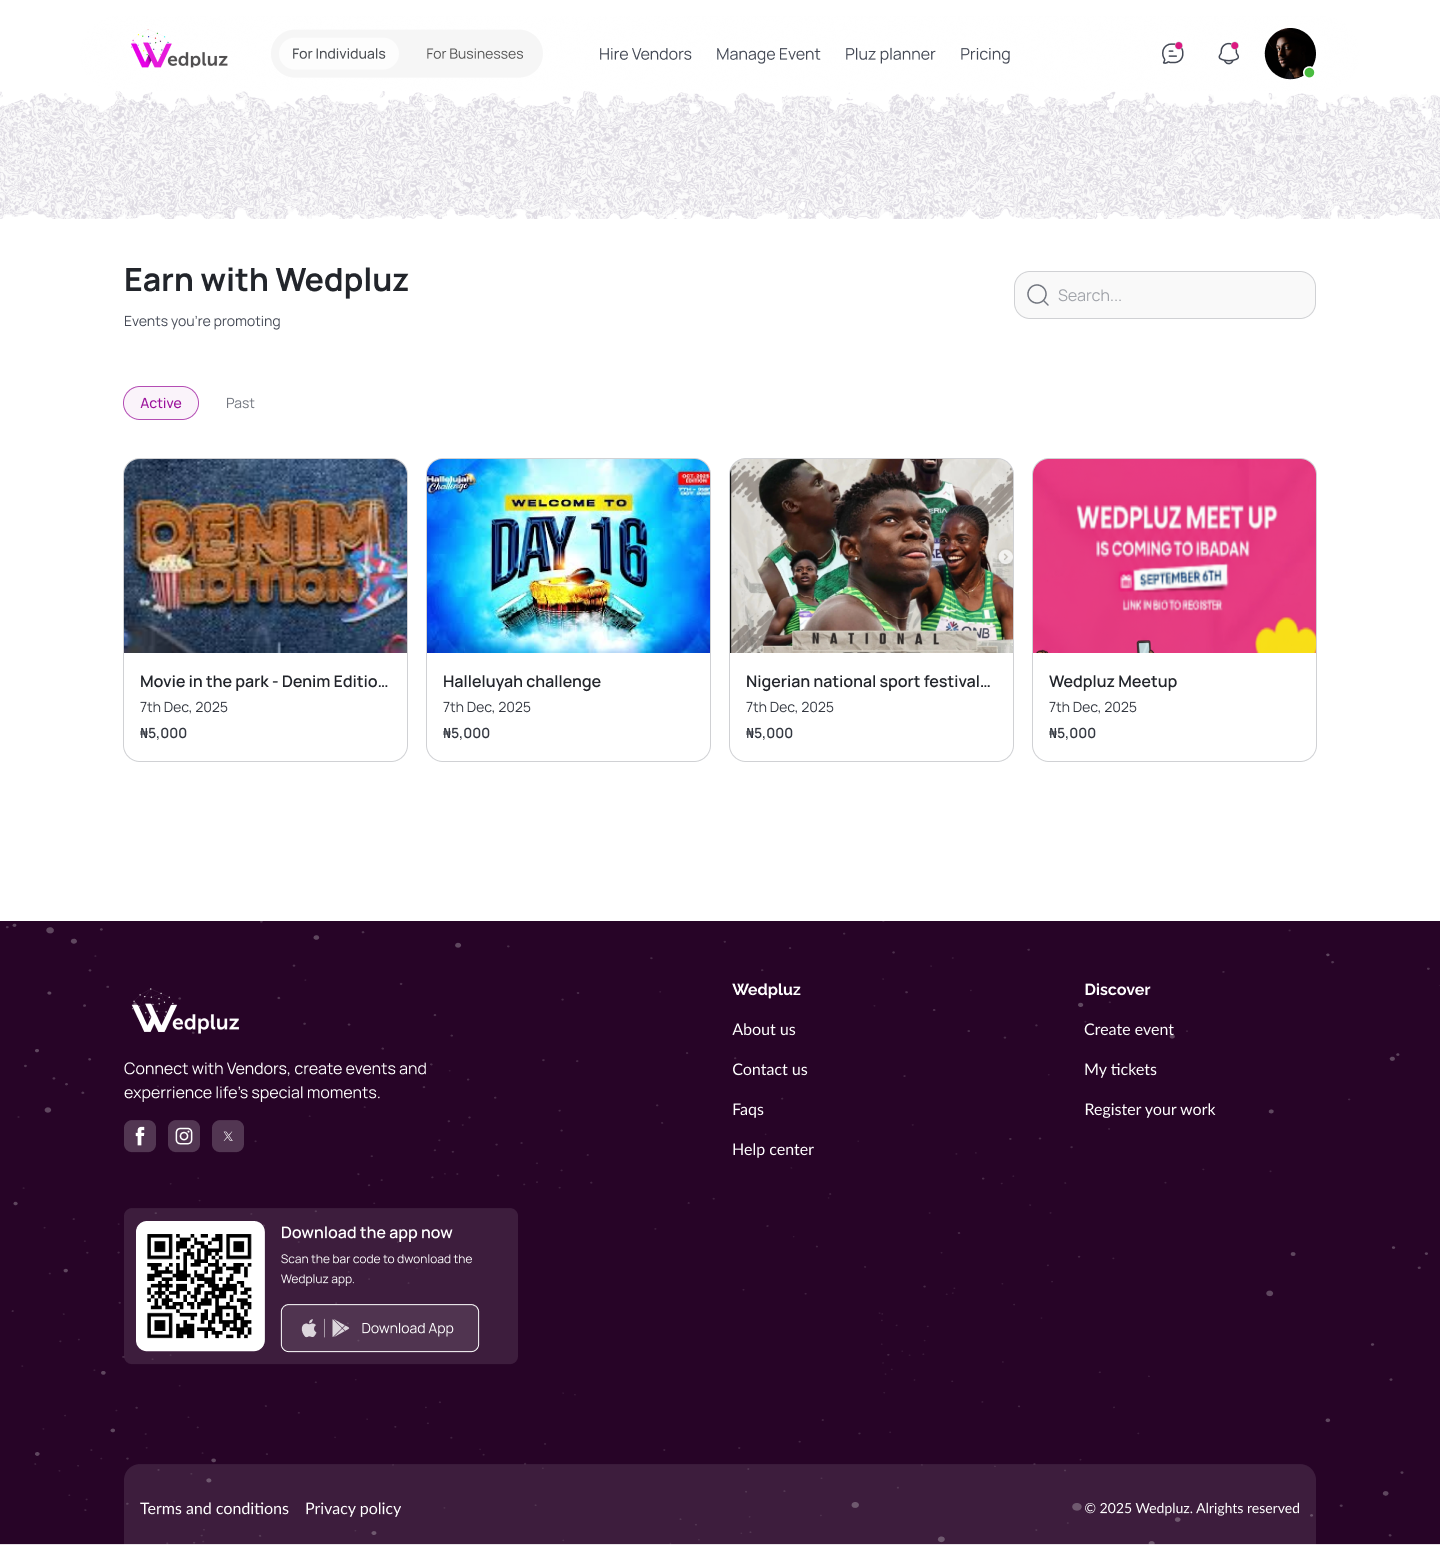 Wedpluz
For Individuals
For Businesses
Hire Vendors
Manage Event
Pluz planner
Pricing
Earn with Wedpluz
Events you're promoting
Search...
Active
Past
DENIM
EDITION
Hallelujah
Challenge
OCT. 2025
EDITION
WELCOME TO
DAY 16
NATIONAL
WEDPLUZ MEET UP
IS COMING TO IBADAN
SEPTEMBER 6TH
LINK IN BIO TO REGISTER
Movie in the park - Denim Editio...
7th Dec, 2025
₦5,000
Halleluyah challenge
7th Dec, 2025
₦5,000
Nigerian national sport festival...
7th Dec, 2025
₦5,000
Wedpluz Meetup
7th Dec, 2025
₦5,000
Wedpluz
Connect with Vendors, create events and
experrience life's special moments.
Wedpluz
About us
Contact us
Faqs
Help center
Discover
Create event
My tickets
Register your work
Download the app now
Scan the bar code to dwonload the
Wedpluz app.
Download App
Terms and conditions
Privacy policy
© 2025 Wedpluz. Alrights reserved